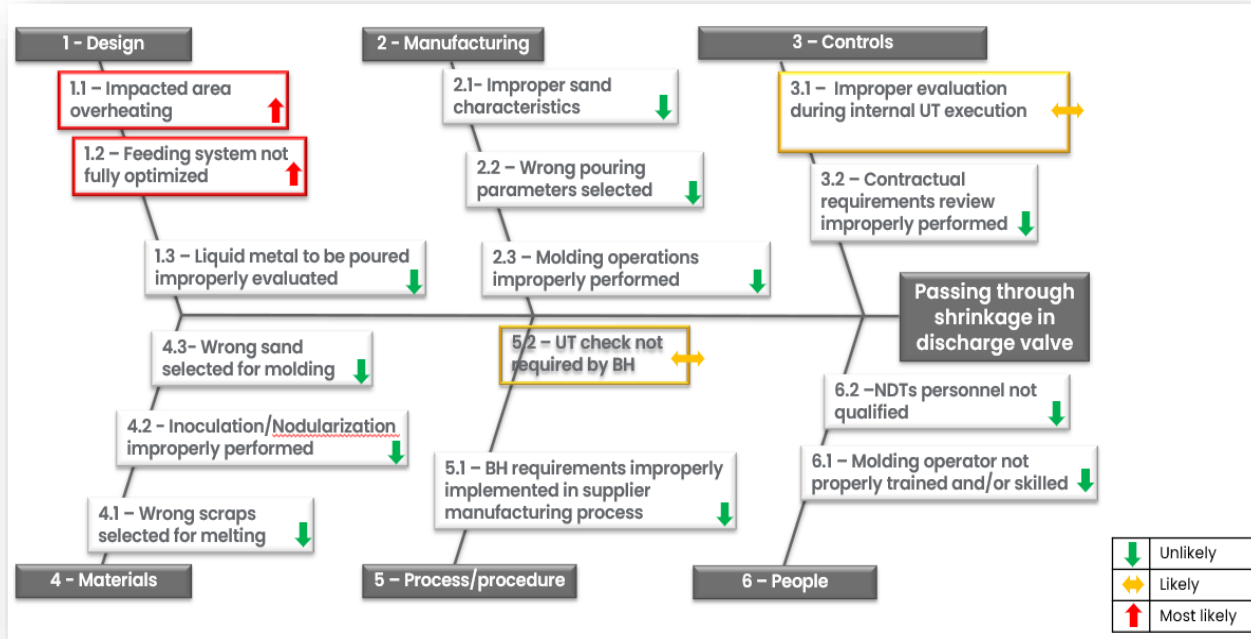 1 - Design
2 - Manufacturing
3 – Controls
1.1 – Impacted area
overheating
2.1- Improper sand
characteristics
3.1 – Improper evaluation
during internal UT execution
1.2 – Feeding system not
fully optimized
2.2 – Wrong pouring
parameters selected
3.2 – Contractual
requirements review
improperly performed
1.3 – Liquid metal to be poured
improperly evaluated
2.3 – Molding operations
improperly performed
Passing through
shrinkage in
discharge valve
4.3- Wrong sand
selected for molding
5.2 – UT check not
required by BH
6.2 –NDTs personnel not
qualified
4.2 – Inoculation/Nodularization
improperly performed
5.1 – BH requirements improperly
implemented in supplier
manufacturing process
6.1 – Molding operator not
properly trained and/or skilled
4.1 – Wrong scraps
selected for melting
4 - Materials
5 – Process/procedure
6 – People
Unlikely
Likely
Most likely